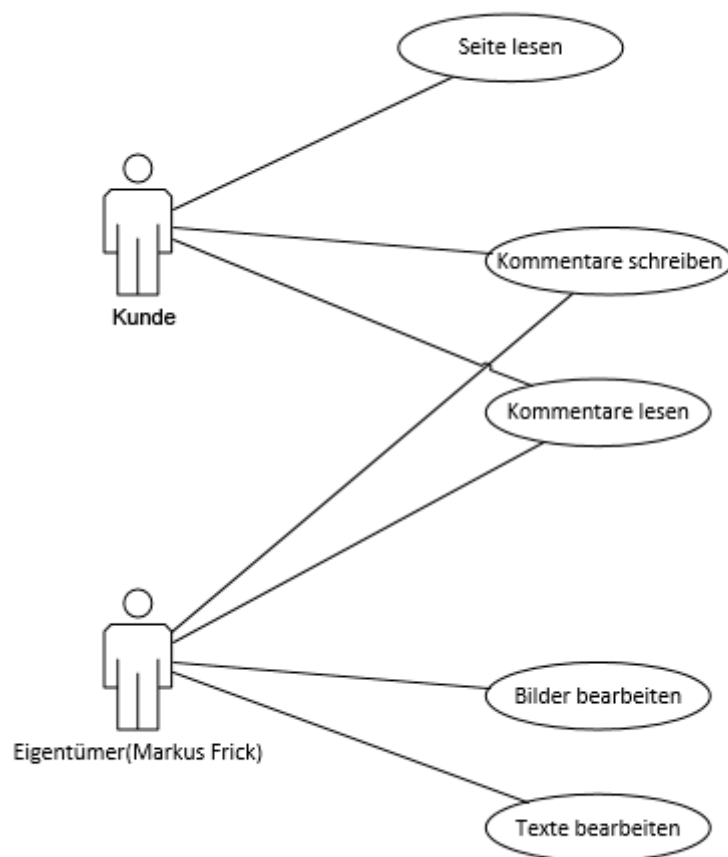 Seite lesen
Kommentare schreiben
Kunde
Kommentare lesen
Bilder bearbeiten
Eigentümer(Markus Frick)
Texte bearbeiten